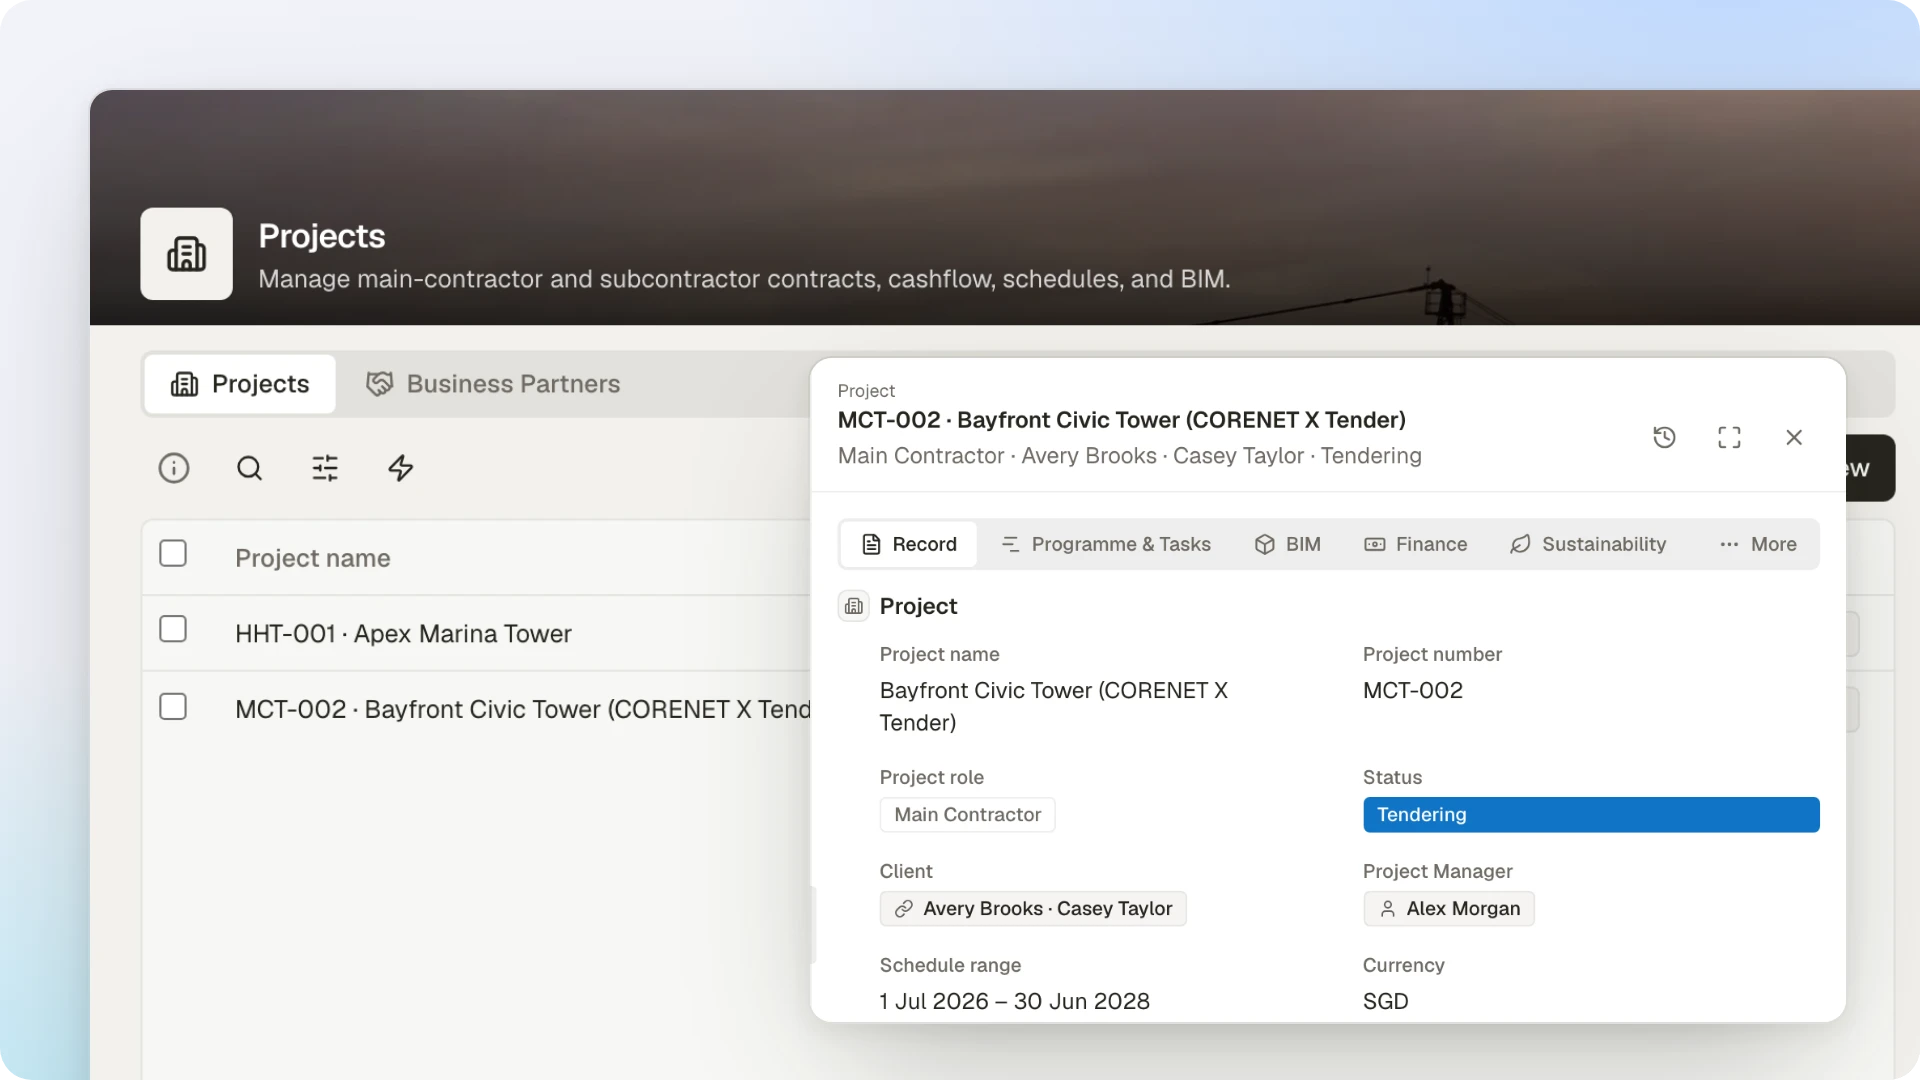 Projects
Manage main-contractor and subcontractor contracts, cashflow, schedules, and BIM.
Projects
Business Partners
Project name
HHT-001 · Apex Marina Tower
MCT-002 · Bayfront Civic Tower (CORENET X Tend
Project
MCT-002 · Bayfront Civic Tower (CORENET X Tender)
Main Contractor · Avery Brooks · Casey Taylor · Tendering
Record
Programme & Tasks
BIM
Finance
Sustainability
More
Project
Project name
Bayfront Civic Tower (CORENET X
Tender)
Project number
MCT-002
Project role
Main Contractor
Status
Tendering
Client
Avery Brooks · Casey Taylor
Project Manager
Alex Morgan
Schedule range
1 Jul 2026 – 30 Jun 2028
Currency
SGD